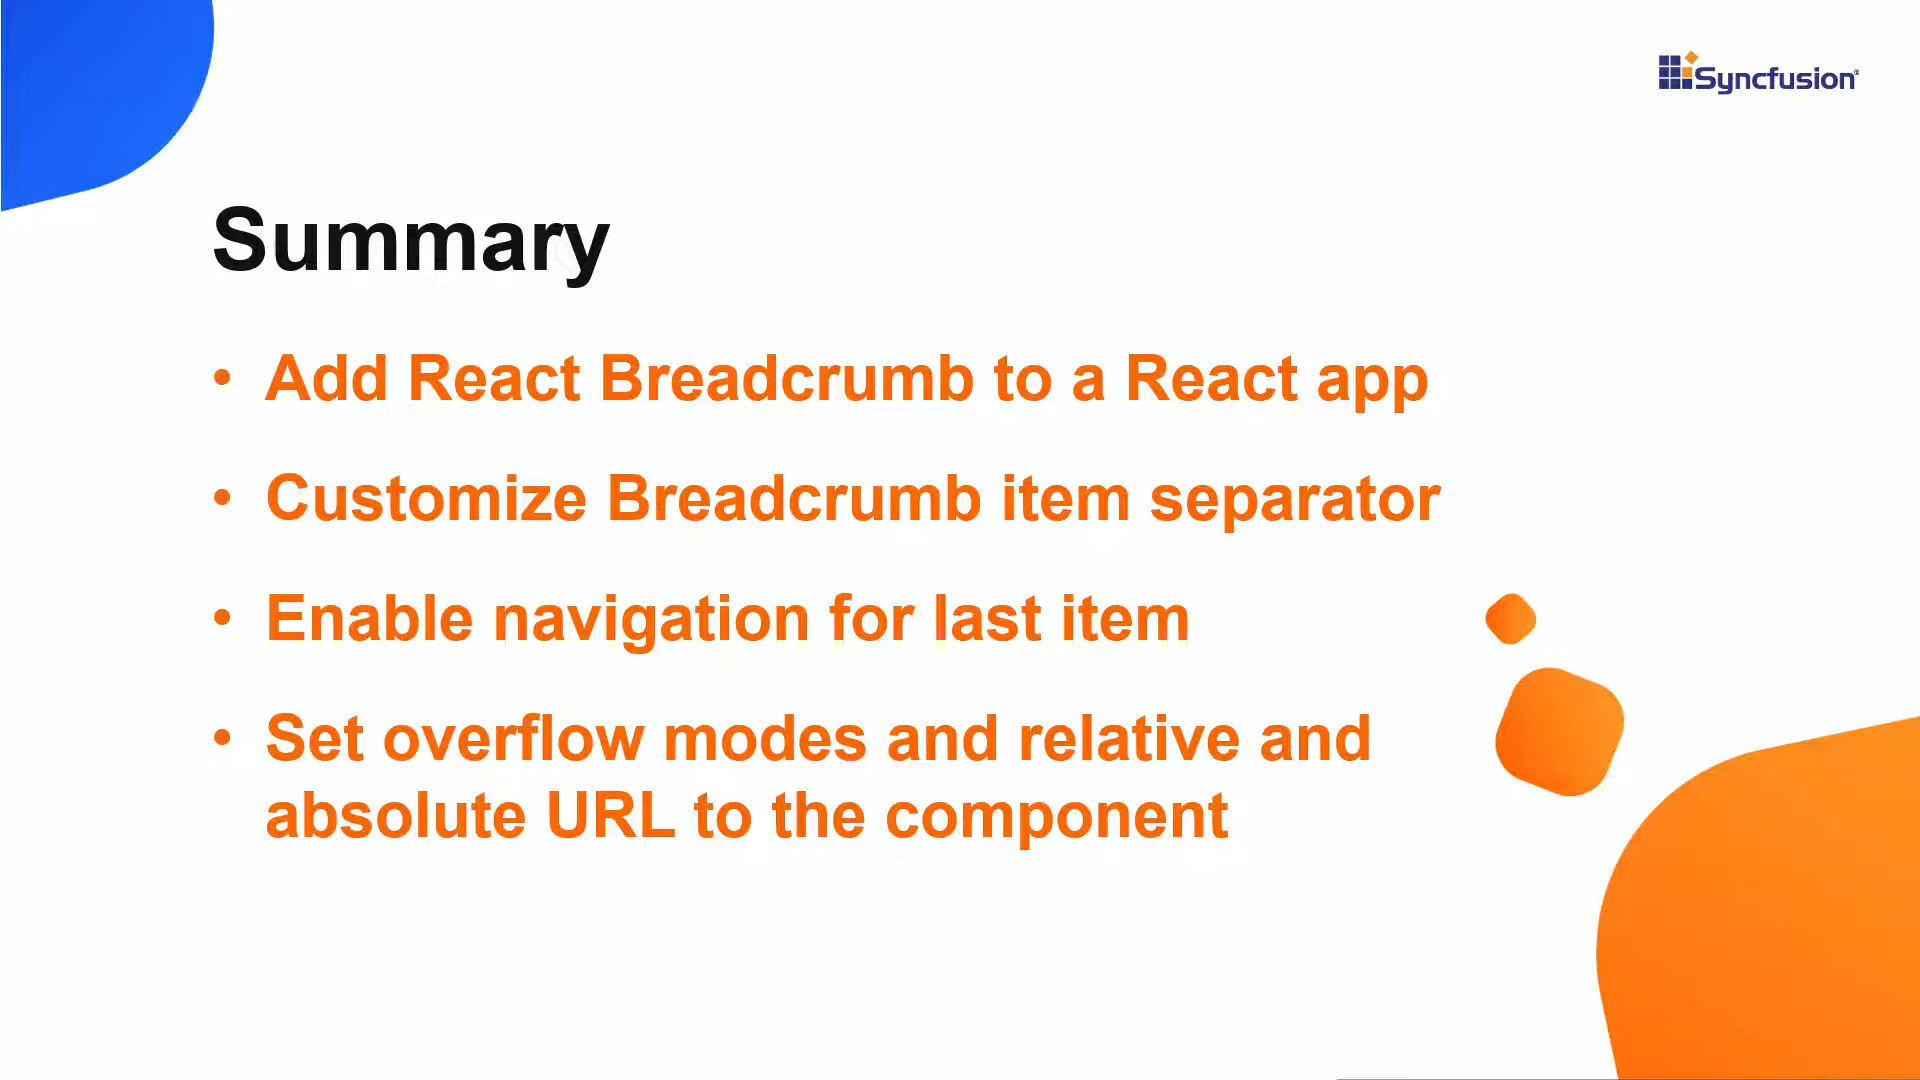 Syncfusion®
Summary
• Add React Breadcrumb to a React app
• Customize Breadcrumb item separator
• Enable navigation for last item
• Set overflow modes and relative and
absolute URL to the component